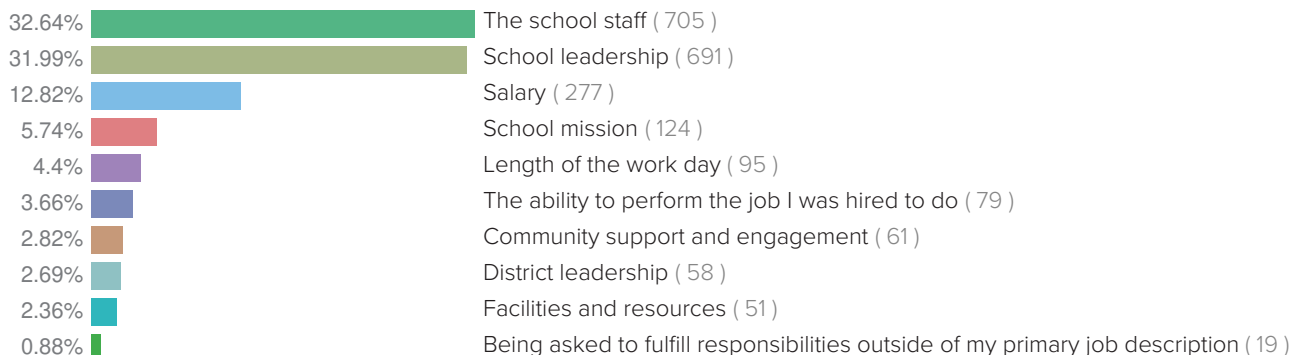 32.64% The school staff ( 705 )
31.99% School leadership ( 691 )
12.82% Salary ( 277 )
5.74% School mission ( 124 )
4.4% Length of the work day ( 95 )
3.66% The ability to perform the job I was hired to do ( 79 )
2.82% Community support and engagement ( 61 )
2.69% District leadership ( 58 )
2.36% Facilities and resources ( 51 )
0.88% Being asked to fulfill responsibilities outside of my primary job description ( 19 )